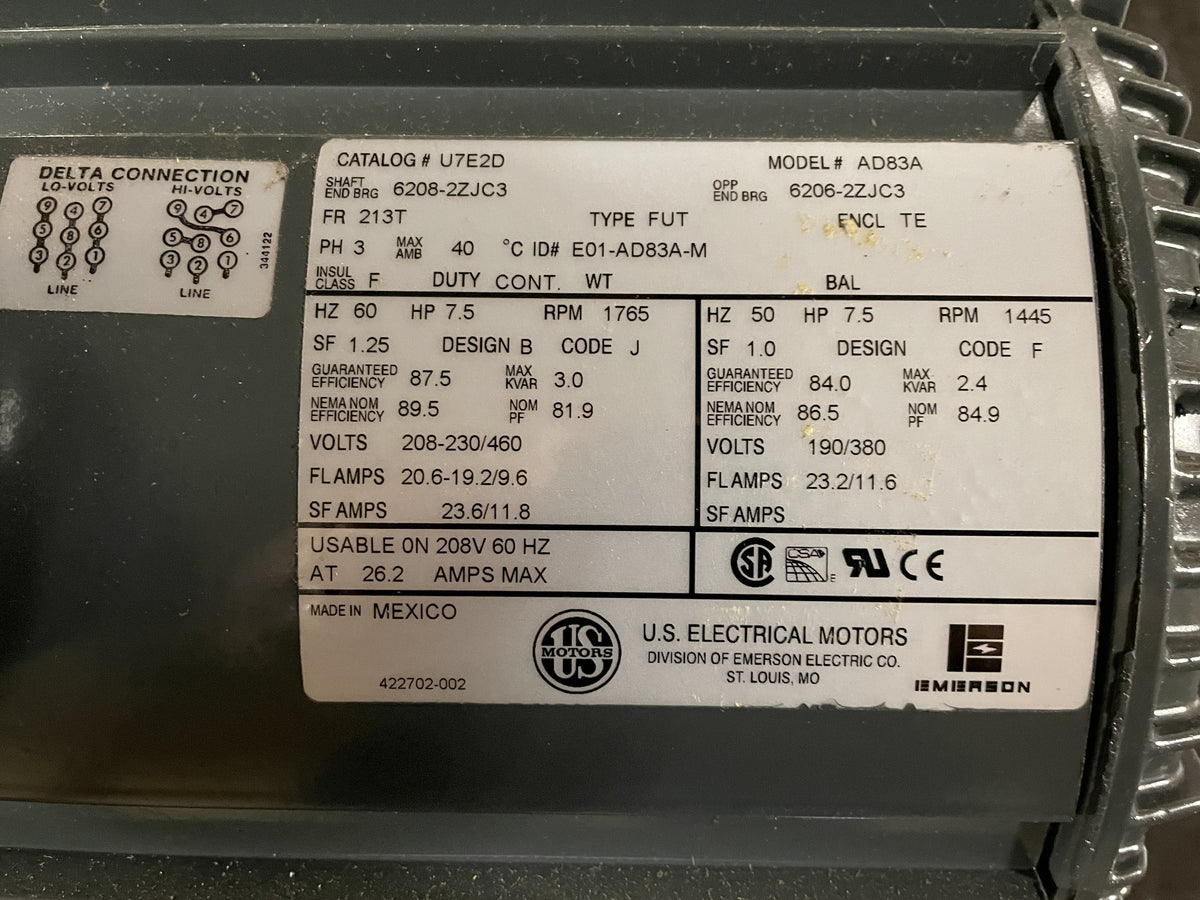 DELTA CONNECTION
LO-VOLTS HI-VOLTS
9 4 7 9 4 7
5 8 6 5 8 6
3 2 1 3 2 1
LINE LINE
344122
CATALOG # U7E2D MODEL # AD83A
SHAFT END BRG 6208-2ZJC3 OPP END BRG 6206-2ZJC3
FR 213T TYPE FUT ENCL TE
PH 3 MAX AMB 40 °C ID# E01-AD83A-M
INSUL CLASS F DUTY CONT. WT BAL
HZ 60 HP 7.5 RPM 1765
SF 1.25 DESIGN B CODE J
GUARANTEED EFFICIENCY 87.5 MAX KVAR 3.0
NEMA NOM EFFICIENCY 89.5 NOM PF 81.9
VOLTS 208-230/460
FL AMPS 20.6-19.2/9.6
SF AMPS 23.6/11.8
HZ 50 HP 7.5 RPM 1445
SF 1.0 DESIGN CODE F
GUARANTEED EFFICIENCY 84.0 MAX KVAR 2.4
NEMA NOM EFFICIENCY 86.5 NOM PF 84.9
VOLTS 190/380
FL AMPS 23.2/11.6
SF AMPS
USABLE 0N 208V 60 HZ
AT 26.2 AMPS MAX
SA CSA E RU CE
MADE IN MEXICO
422702-002
US MOTORS
U.S. ELECTRICAL MOTORS
DIVISION OF EMERSON ELECTRIC CO.
ST. LOUIS, MO
EMERSON